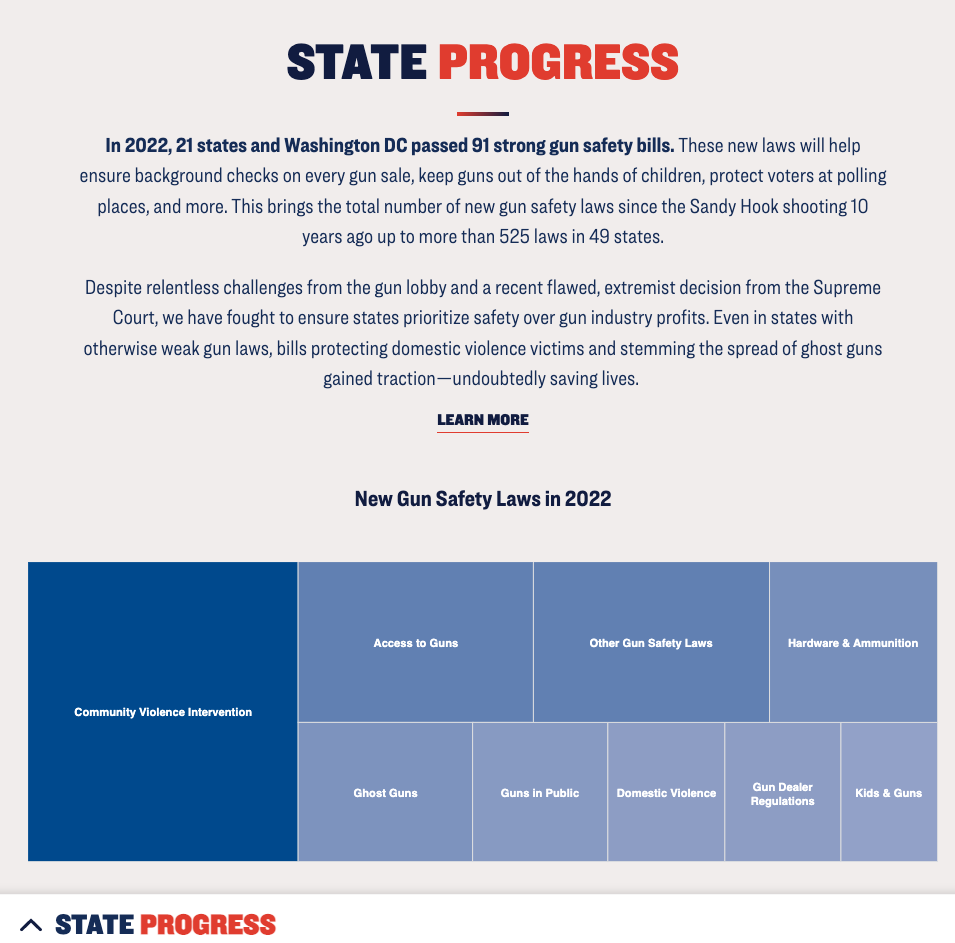 STATE PROGRESS
In 2022, 21 states and Washington DC passed 91 strong gun safety bills. These new laws will help
ensure background checks on every gun sale, keep guns out of the hands of children, protect voters at polling
places, and more. This brings the total number of new gun safety laws since the Sandy Hook shooting 10
years ago up to more than 525 laws in 49 states.
Despite relentless challenges from the gun lobby and a recent flawed, extremist decision from the Supreme
Court, we have fought to ensure states prioritize safety over gun industry profits. Even in states with
otherwise weak gun laws, bills protecting domestic violence victims and stemming the spread of ghost guns
gained traction—undoubtedly saving lives.
LEARN MORE
New Gun Safety Laws in 2022
Community Violence Intervention
Access to Guns
Other Gun Safety Laws
Hardware & Ammunition
Ghost Guns
Guns in Public
Domestic Violence
Gun Dealer
Regulations
Kids & Guns
STATE PROGRESS